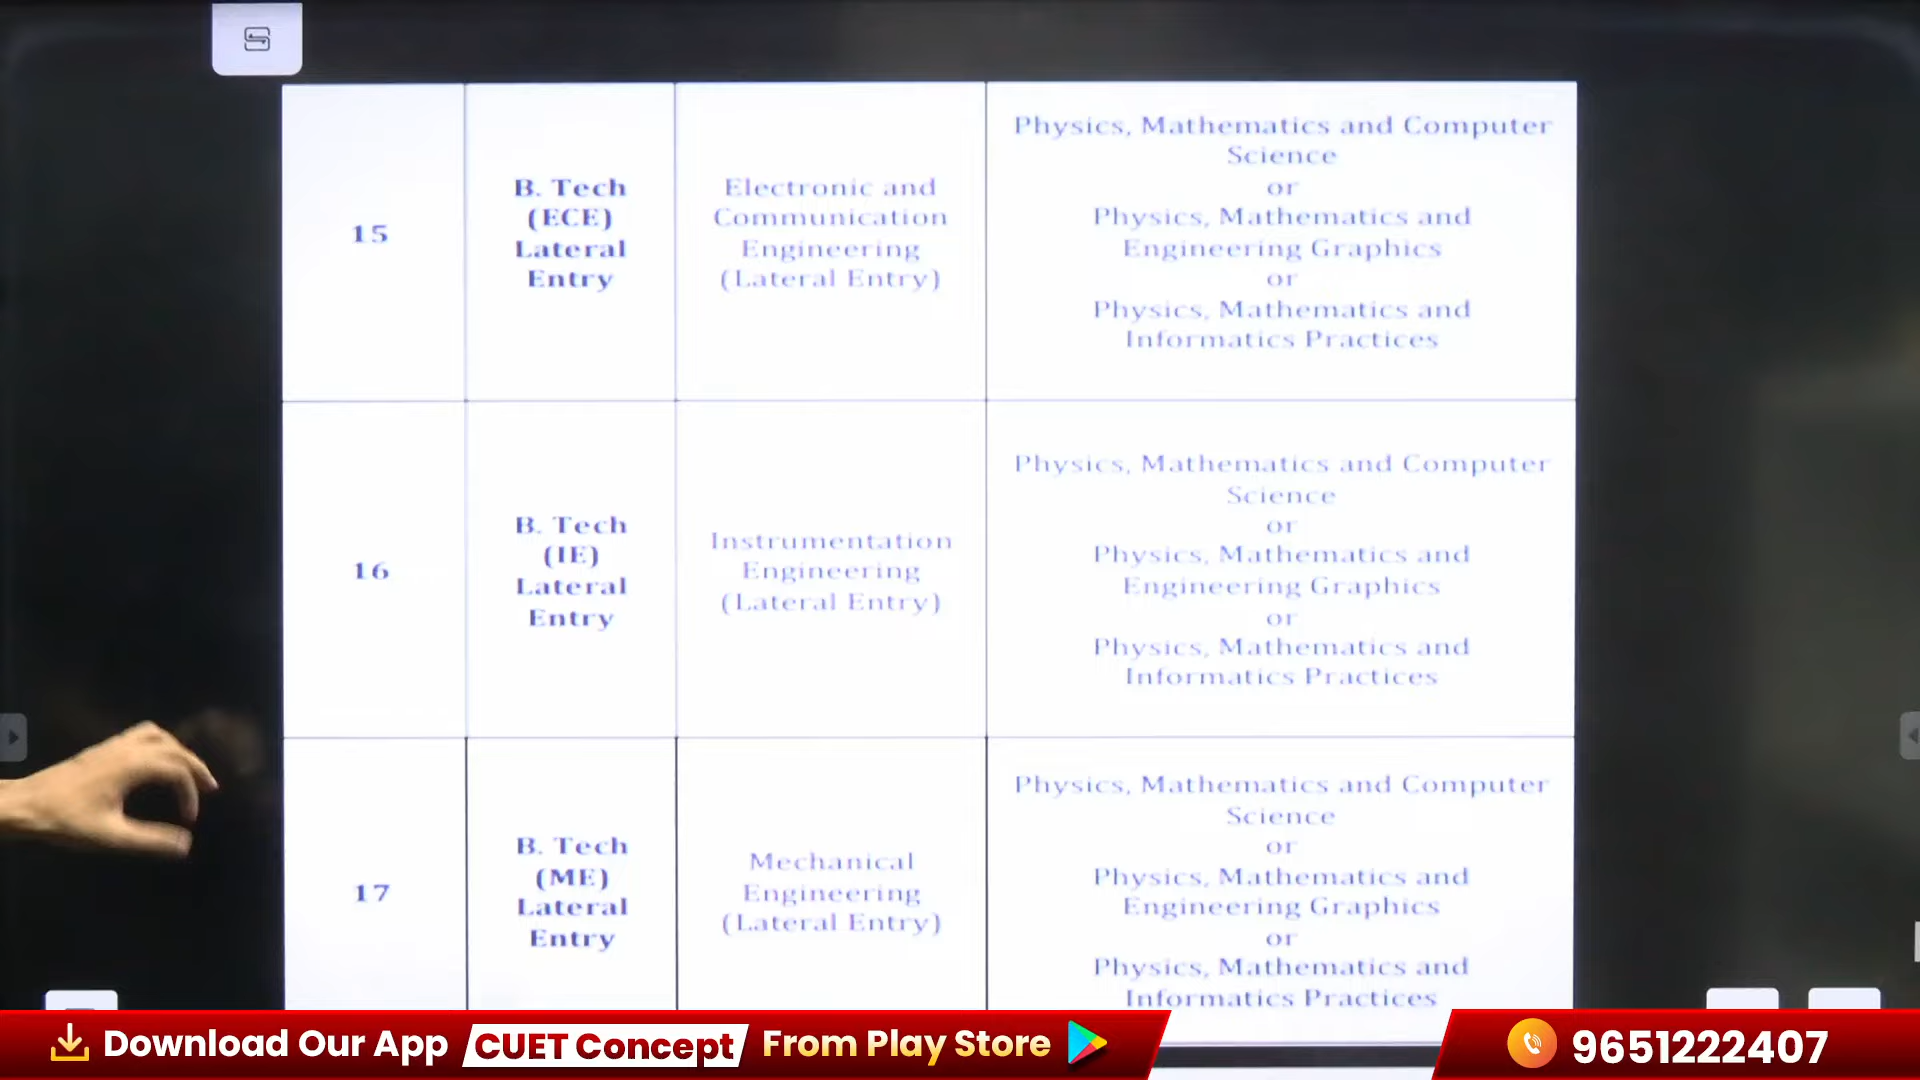 15
B. Tech
(ECE)
Lateral
Entry
Electronic and
Communication
Engineering
(Lateral Entry)
Physics, Mathematics and Computer
Science
or
Physics, Mathematics and
Engineering Graphics
or
Physics, Mathematics and
Informatics Practices
16
B. Tech
(IE)
Lateral
Entry
Instrumentation
Engineering
(Lateral Entry)
Physics, Mathematics and Computer
Science
or
Physics, Mathematics and
Engineering Graphics
or
Physics, Mathematics and
Informatics Practices
17
B. Tech
(ME)
Lateral
Entry
Mechanical
Engineering
(Lateral Entry)
Physics, Mathematics and Computer
Science
or
Physics, Mathematics and
Engineering Graphics
or
Physics, Mathematics and
Informatics Practices
Download Our App CUET Concept From Play Store
9651222407